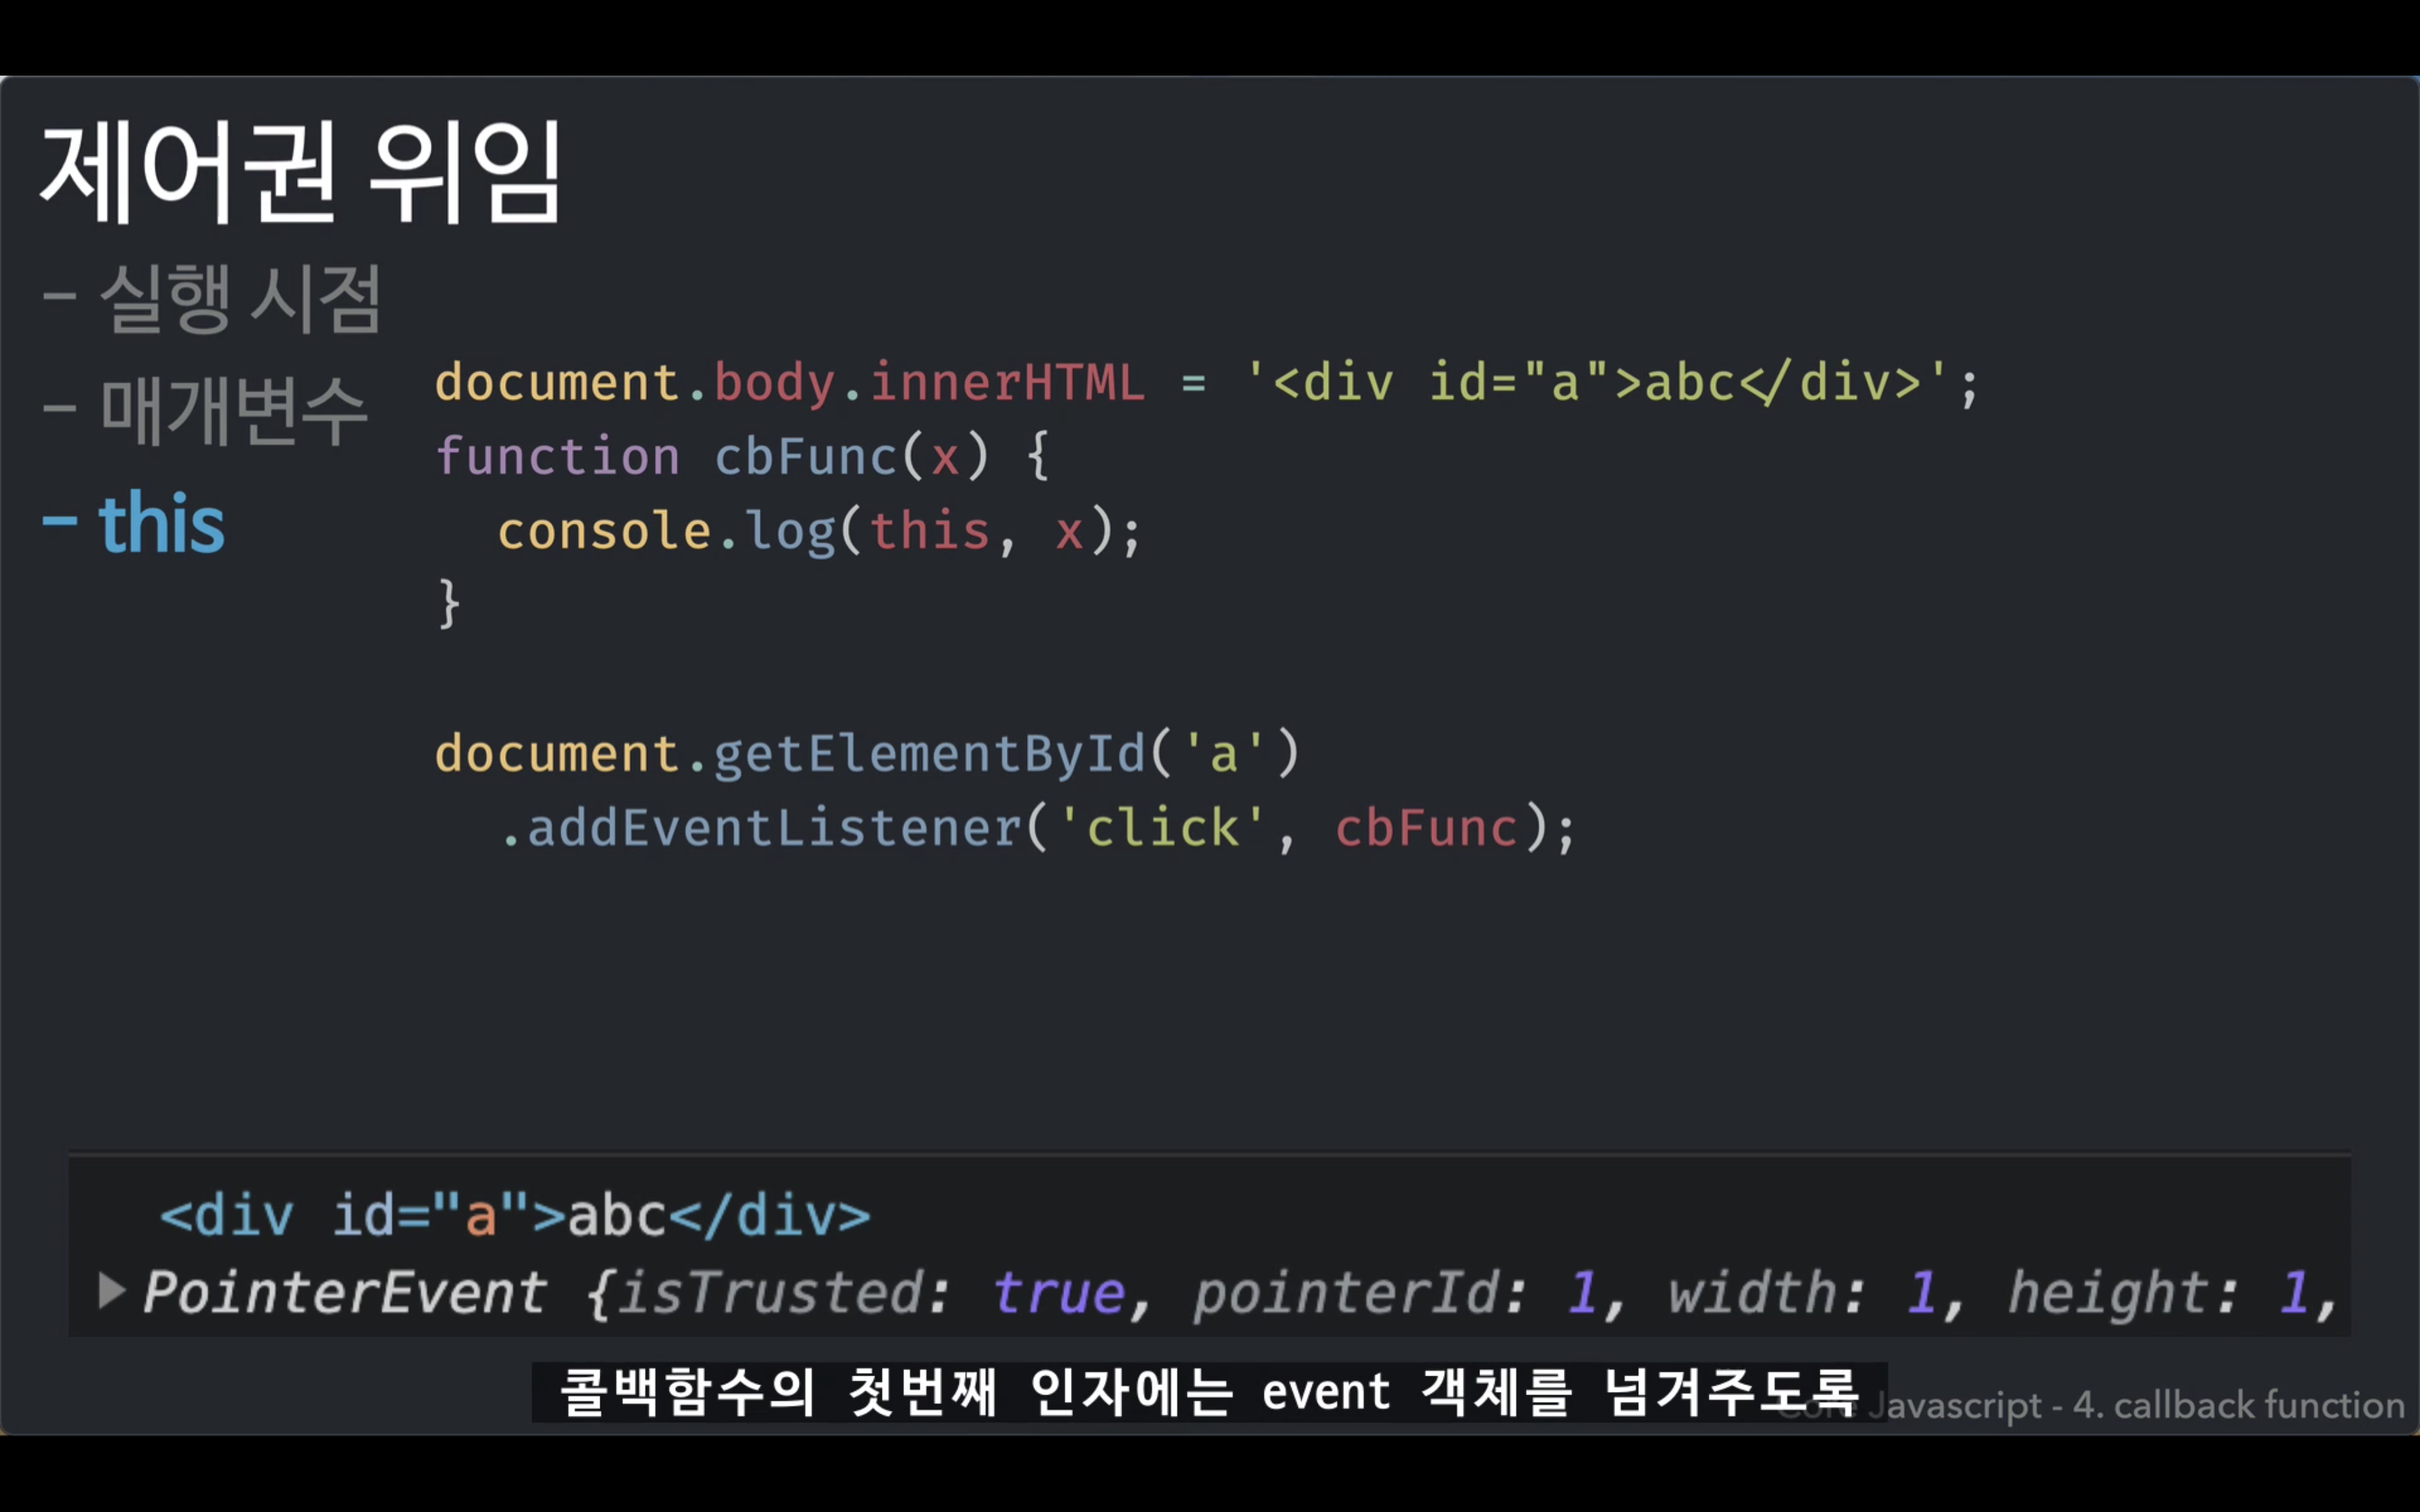 제어권 위임
- 실행 시점
- 매개변수
- this
document.body.innerHTML = '<div id="a">abc</div>';
function cbFunc(x) {
  console.log(this, x);
}
document.getElementById('a')
  .addEventListener('click', cbFunc);
<div id="a">abc</div>
▶ PointerEvent {isTrusted: true, pointerId: 1, width: 1, height: 1,
콜백함수의 첫번째 인자에는 event 객체를 넘겨주도록
Core Javascript - 4. callback function